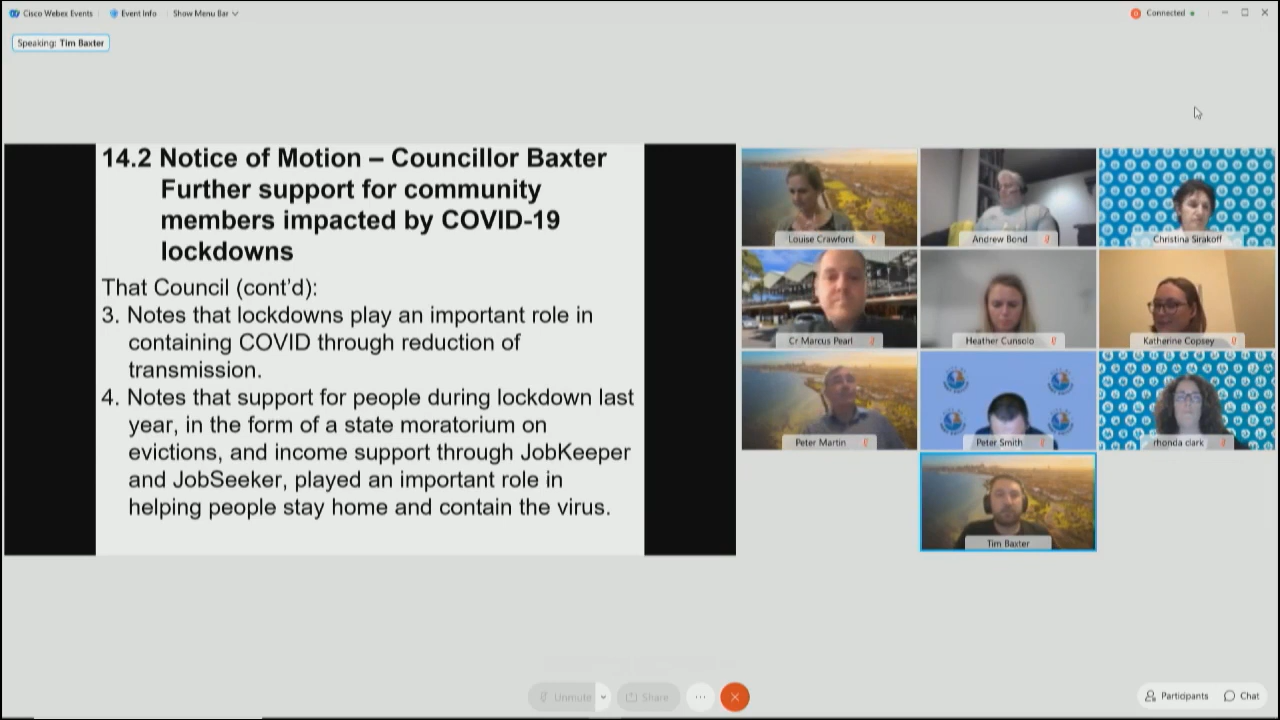 Cisco Webex Events
Event Info
Show Menu Bar
Connected
Speaking: Tim Baxter
14.2 Notice of Motion – Councillor Baxter
Further support for community
members impacted by COVID-19
lockdowns
That Council (cont'd):
3. Notes that lockdowns play an important role in
containing COVID through reduction of
transmission.
4. Notes that support for people during lockdown last
year, in the form of a state moratorium on
evictions, and income support through JobKeeper
and JobSeeker, played an important role in
helping people stay home and contain the virus.
Louise Crawford
Andrew Bond
Christina Sirakoff
Cr Marcus Pearl
Heather Cunsolo
Katherine Copsey
Peter Martin
Peter Smith
rhonda clark
Tim Baxter
Unmute
Share
Participants
Chat